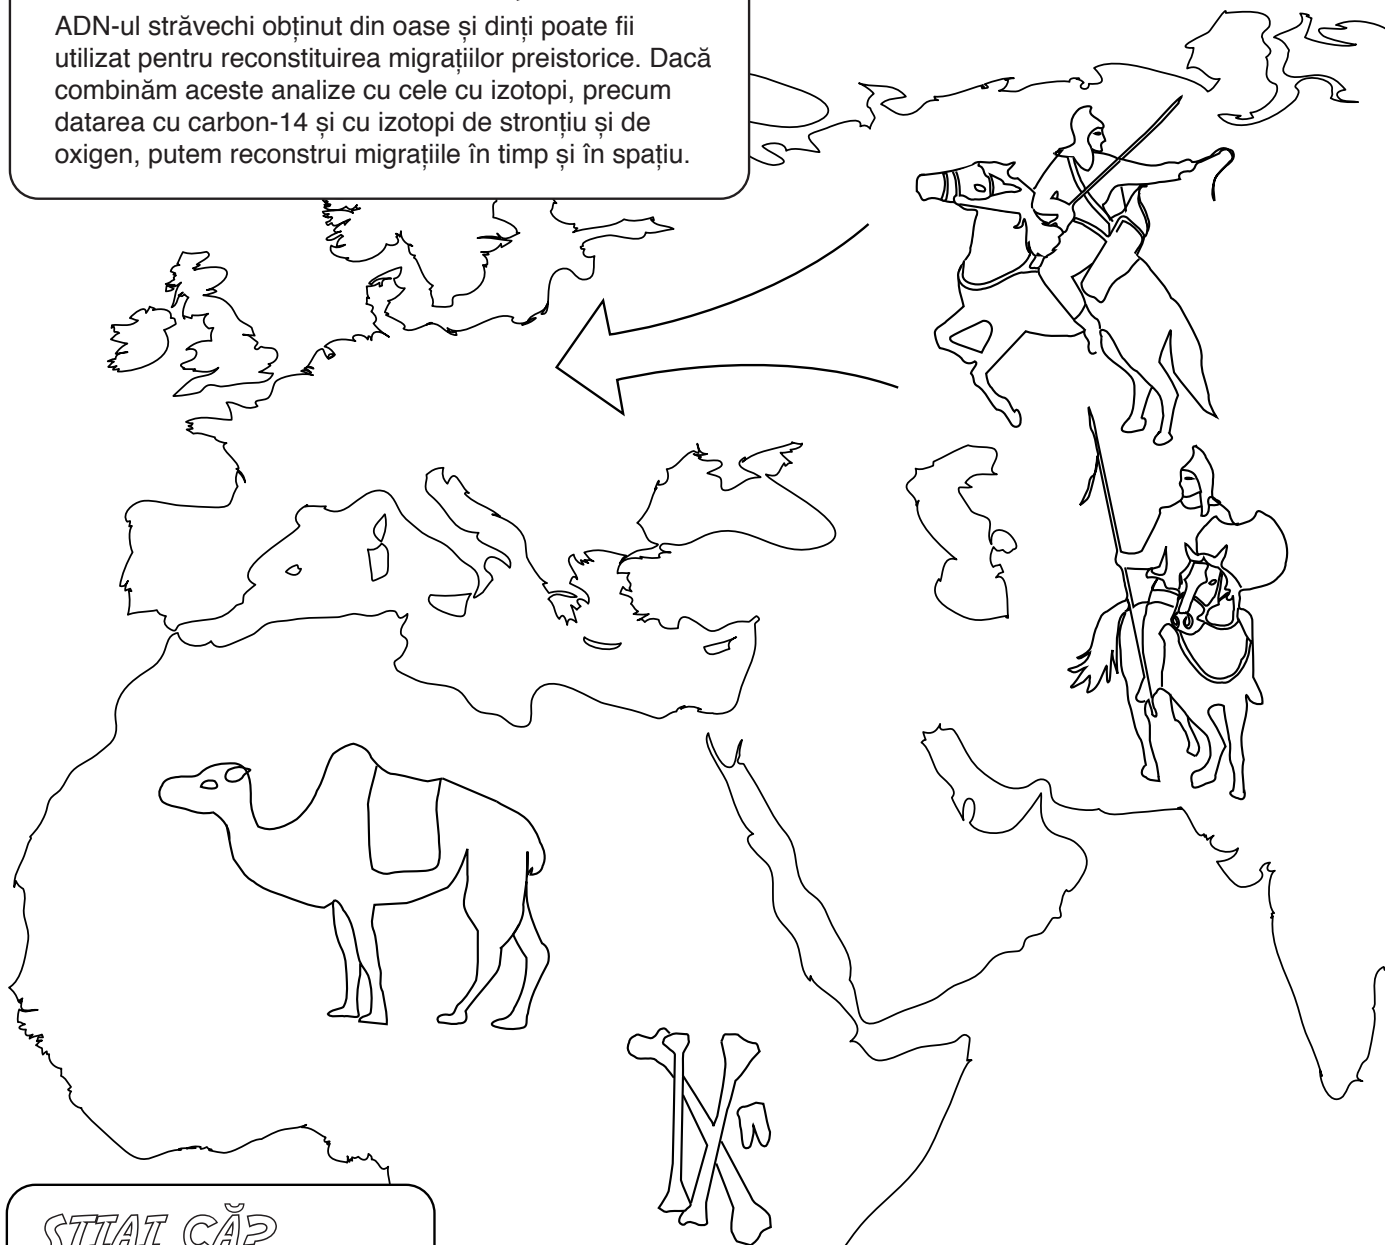 ADN-ul străvechi obținut din oase și dinți poate fii
utilizat pentru reconstituirea migrațiilor preistorice. Dacă
combinăm aceste analize cu cele cu izotopi, precum
datarea cu carbon-14 și cu izotopi de stronțiu și de
oxigen, putem reconstrui migrațiile în timp și în spațiu.
ȘTIAI CĂ?